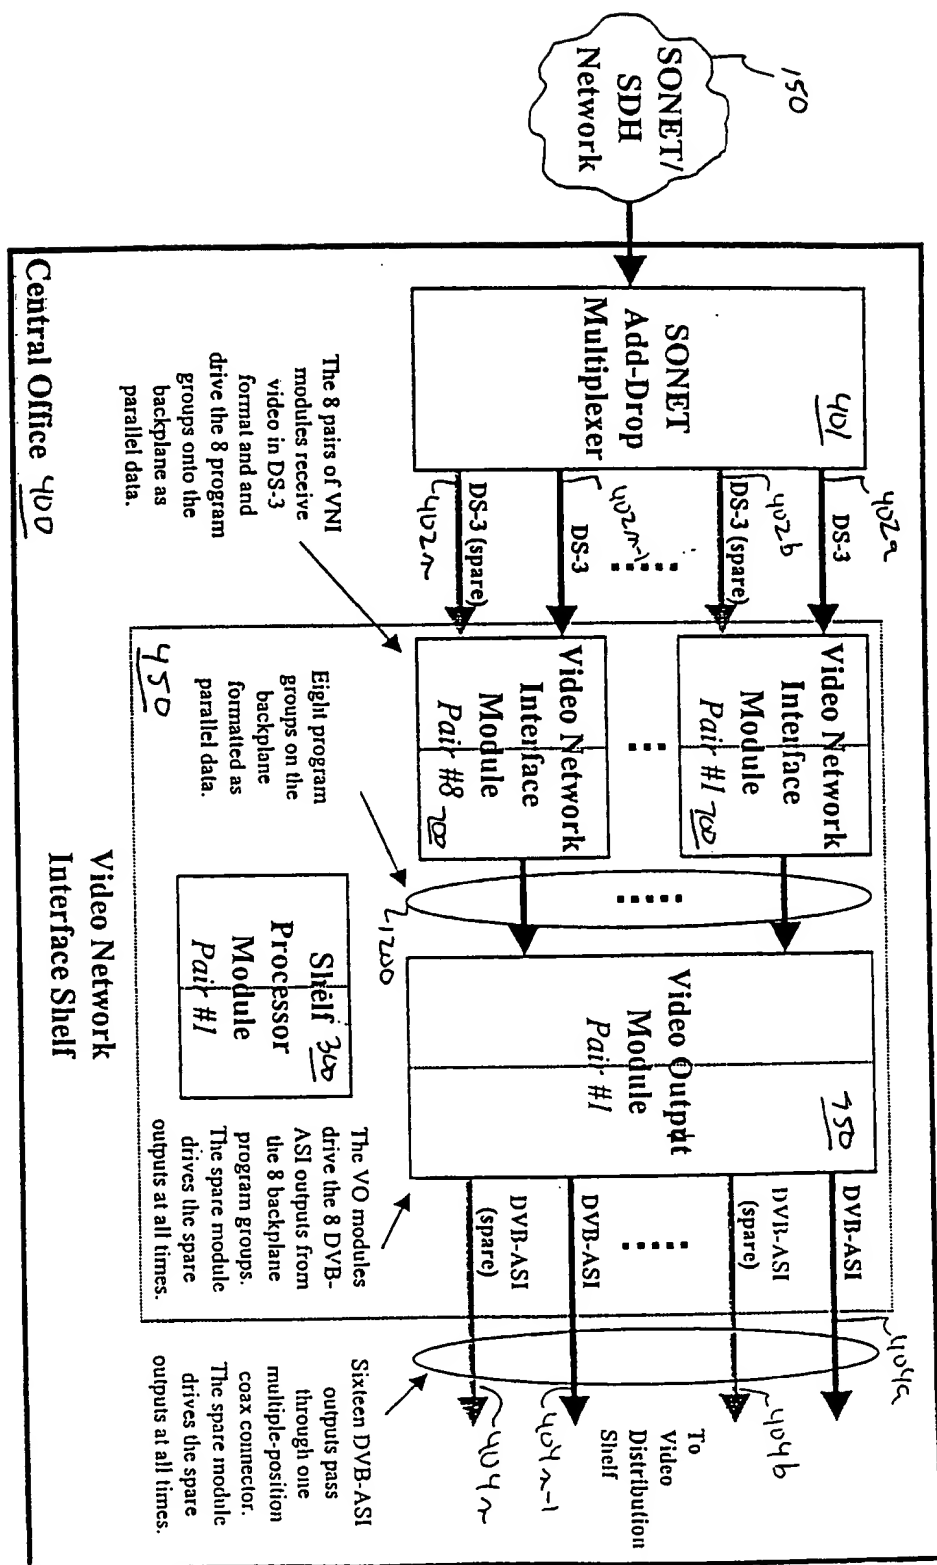 150
SONET/
SDH
Network
SONET
Add-Drop
Multiplexer
401
402a
DS-3
402b
DS-3 (spare)
402n-1
DS-3
DS-3 (spare)
402n
Video Network
Interface
Module
Pair #1 700
Video Network
Interface
Module
Pair #8 700
1200
Video Output
Module
Pair #1
750
DVB-ASI
DVB-ASI
(spare)
DVB-ASI
DVB-ASI
(spare)
404a
404b
404n-1
404n
To
Video
Distribution
Shelf
The 8 pairs of VNI
modules receive
video in DS-3
format and and
drive the 8 program
groups onto the
backplane as
parallel data.
Eight program
groups on the
backplane
formatted as
parallel data.
450
Shelf 300
Processor
Module
Pair #1
The VO modules
drive the 8 DVB-
ASI outputs from
the 8 backplane
program groups.
The spare module
drives the spare
outputs at all times.
Sixteen DVB-ASI
outputs pass
through one
multiple-position
coax connector.
The spare module
drives the spare
outputs at all times.
Central Office 400
Video Network
Interface Shelf